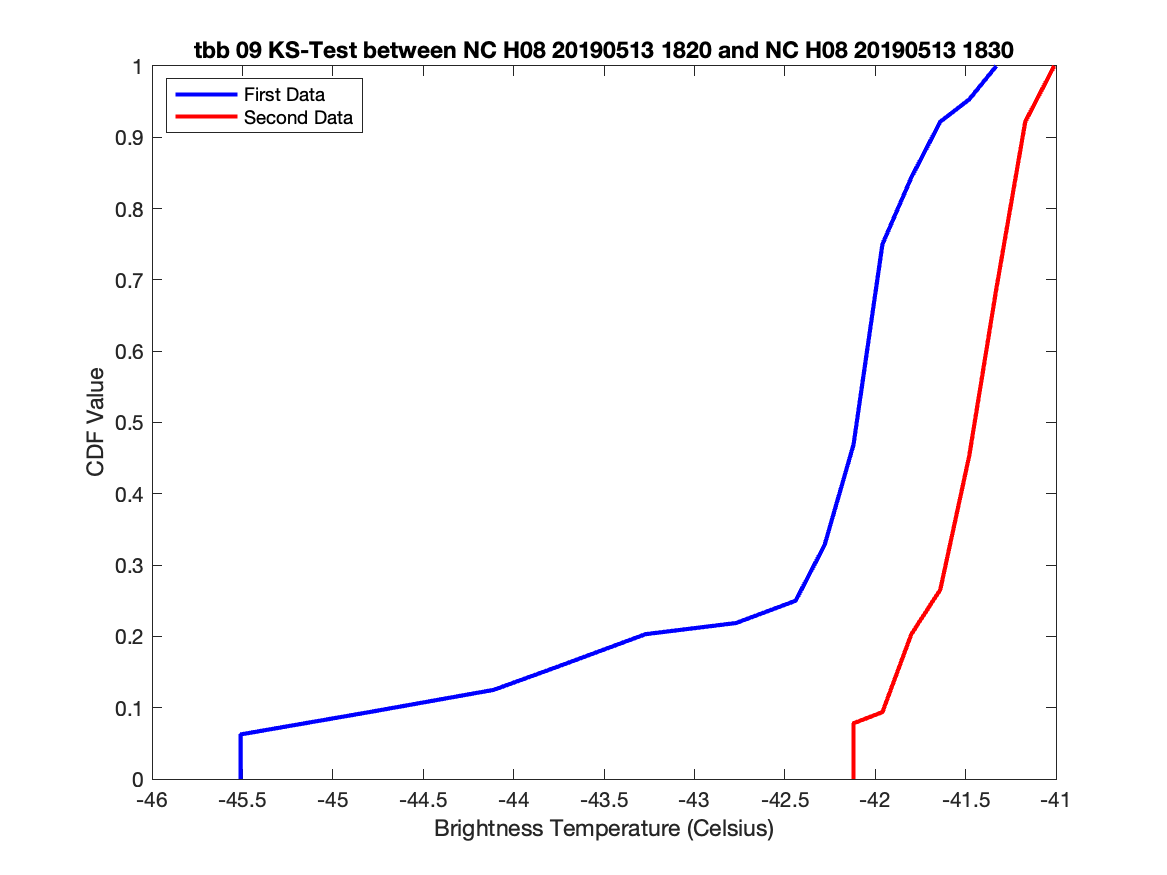 tbb 09 KS-Test between NC H08 20190513 1820 and NC H08 20190513 1830
First Data
Second Data
1
0.9
0.8
0.7
0.6
0.5
0.4
0.3
0.2
0.1
0
CDF Value
-46 -45.5 -45 -44.5 -44 -43.5 -43 -42.5 -42 -41.5 -41
Brightness Temperature (Celsius)